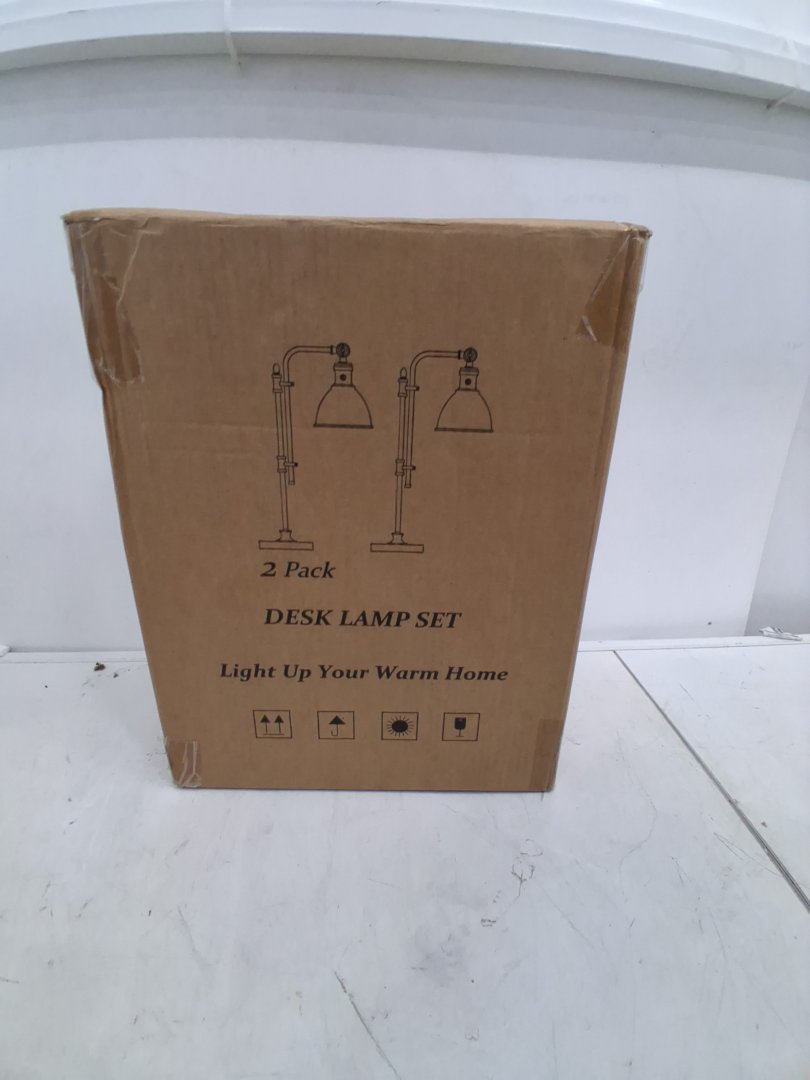 2 Pack
DESK LAMP SET
Light Up Your Warm Home